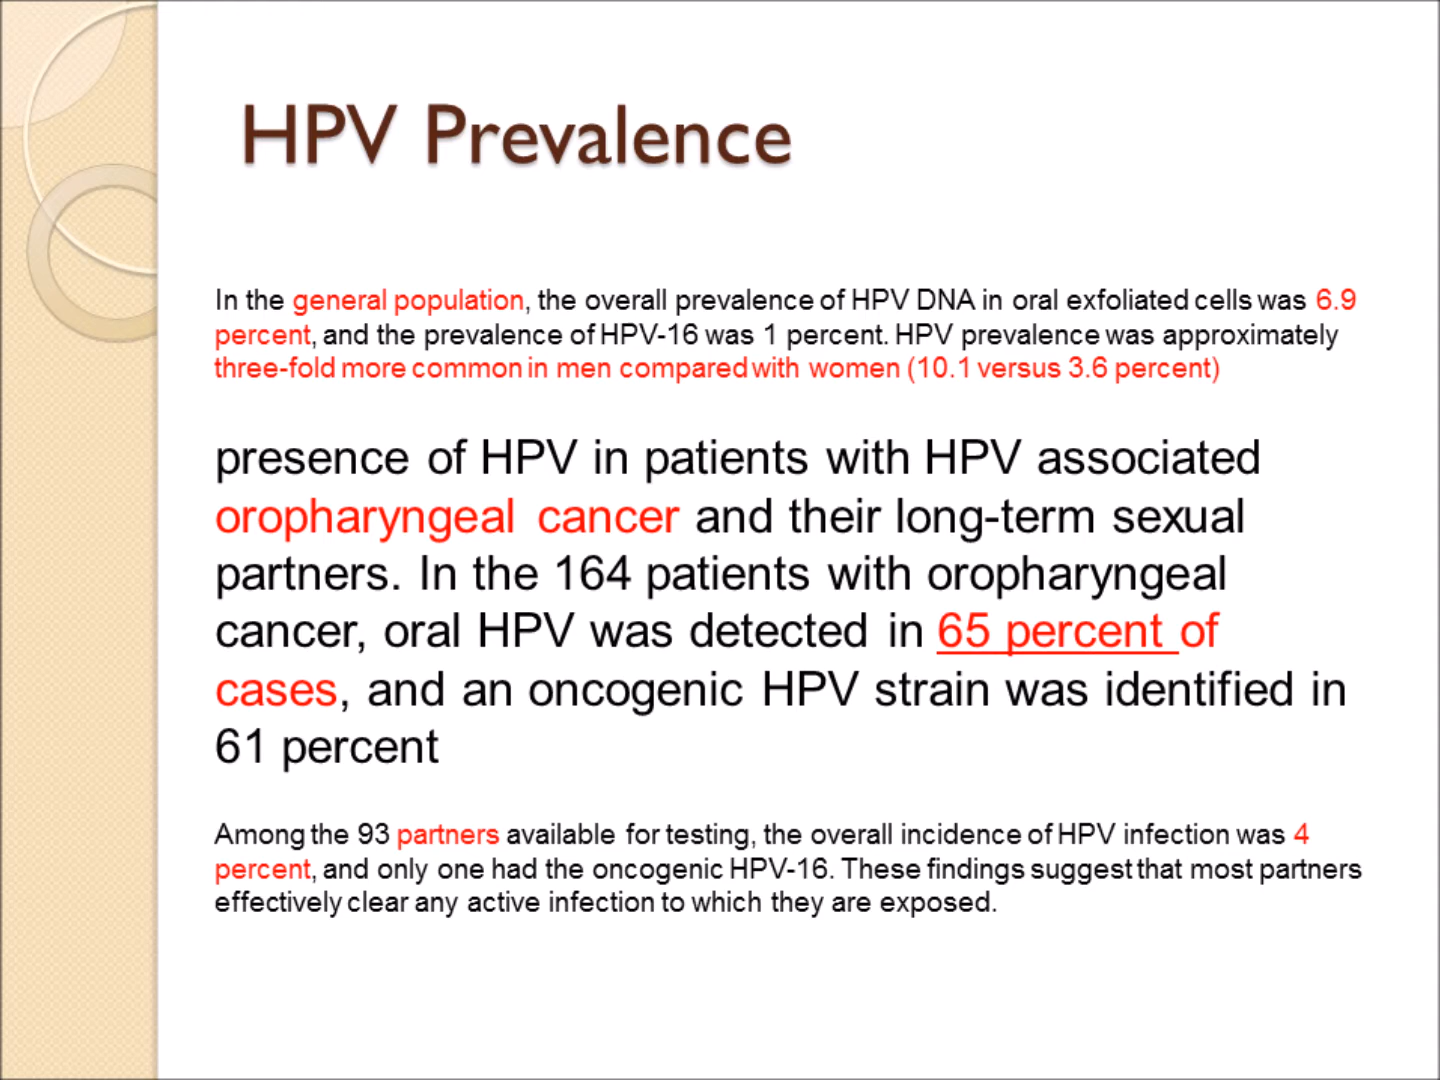 HPV Prevalence
In the general population, the overall prevalence of HPV DNA in oral exfoliated cells was 6.9
percent, and the prevalence of HPV-16 was 1 percent. HPV prevalence was approximately
three-fold more common in men compared with women (10.1 versus 3.6 percent)
presence of HPV in patients with HPV associated
oropharyngeal cancer and their long-term sexual
partners. In the 164 patients with oropharyngeal
cancer, oral HPV was detected in 65 percent of
cases, and an oncogenic HPV strain was identified in
61 percent
Among the 93 partners available for testing, the overall incidence of HPV infection was 4
percent, and only one had the oncogenic HPV-16. These findings suggest that most partners
effectively clear any active infection to which they are exposed.